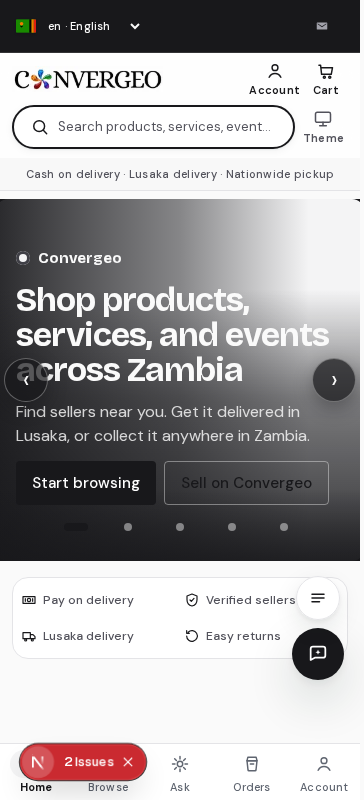 en · English
CONVERGEO
Account
Cart
Search products, services, event...
Theme
Cash on delivery · Lusaka delivery · Nationwide pickup
Convergeo
Shop products,
services, and events
across Zambia
Find sellers near you. Get it delivered in
Lusaka, or collect it anywhere in Zambia.
Start browsing
Sell on Convergeo
Pay on delivery
Verified sellers
Lusaka delivery
Easy returns
N
2 Issues
Home
Browse
Ask
Orders
Account